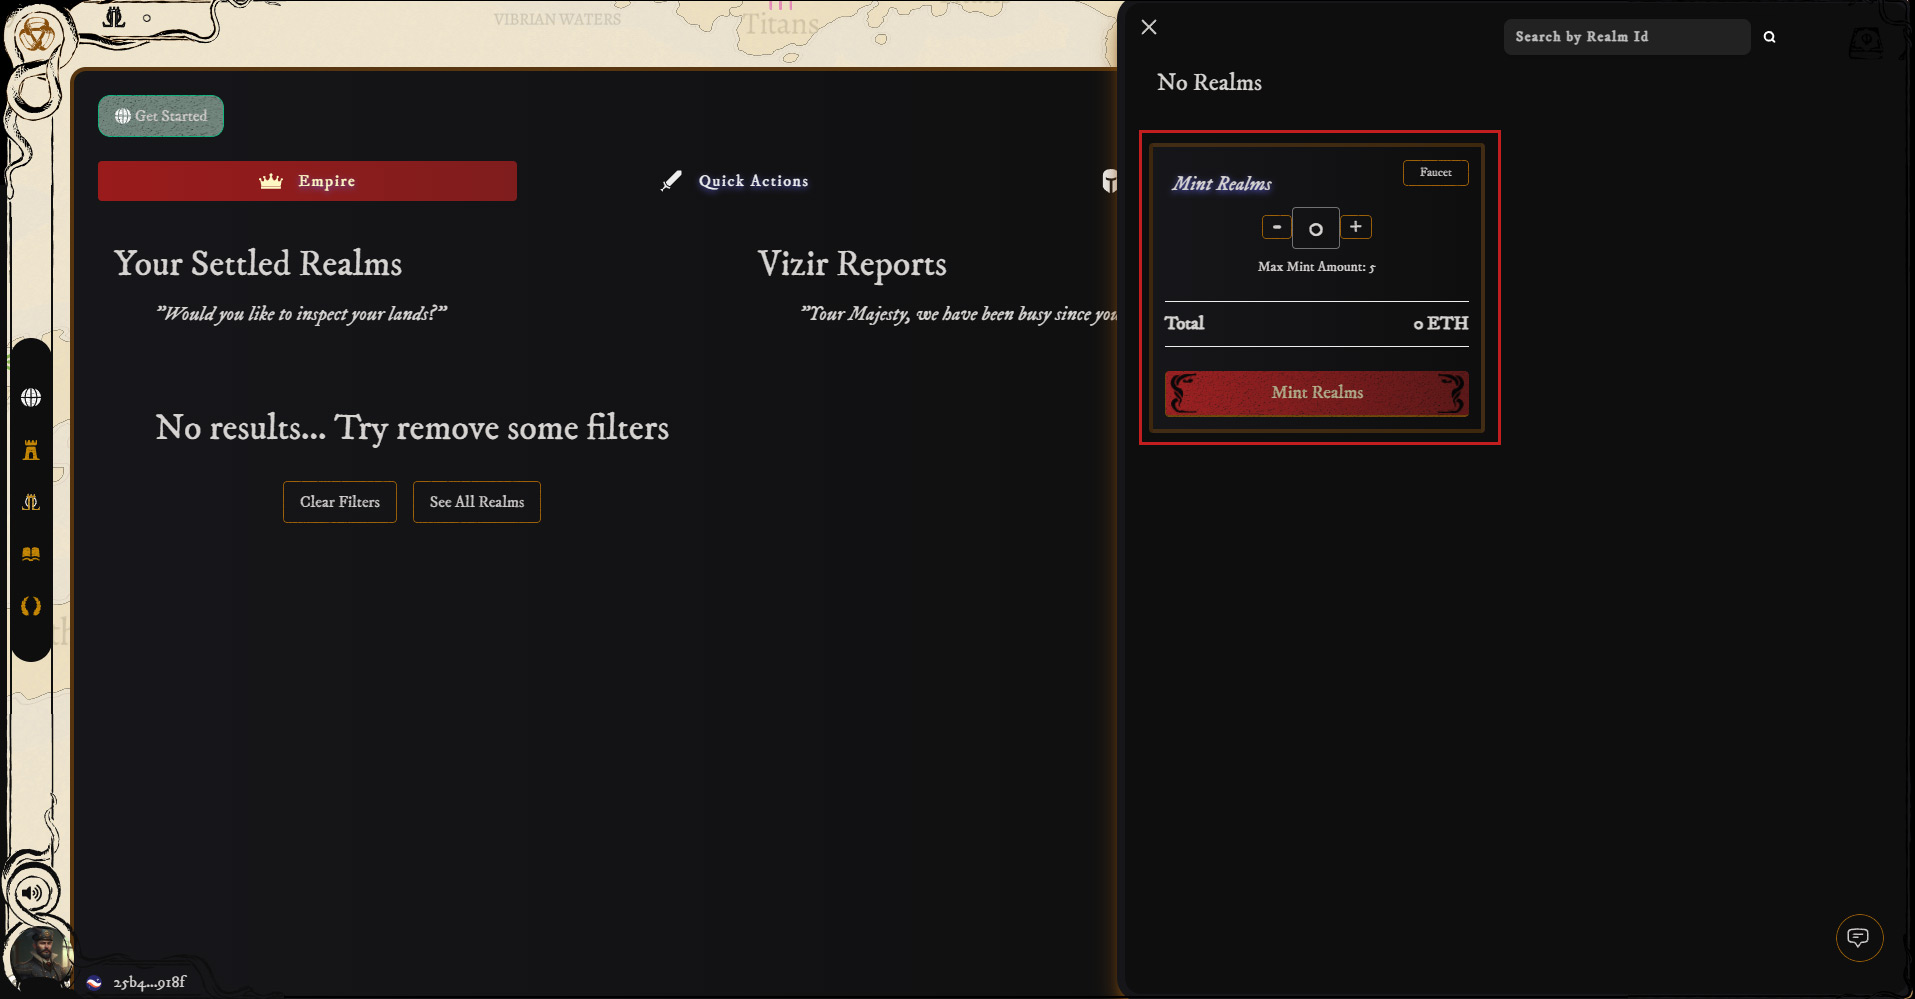 VIBRIAN WATERS
Titans
Get Started
Empire
Quick Actions
Your Settled Realms
"Would you like to inspect your lands?"
Vizir Reports
"Your Majesty, we have been busy since you
No results... Try remove some filters
Clear Filters
See All Realms
25b4...918f
Search by Realm Id
No Realms
Mint Realms
Faucet
-
0
+
Max Mint Amount: 5
Total
0 ETH
Mint Realms